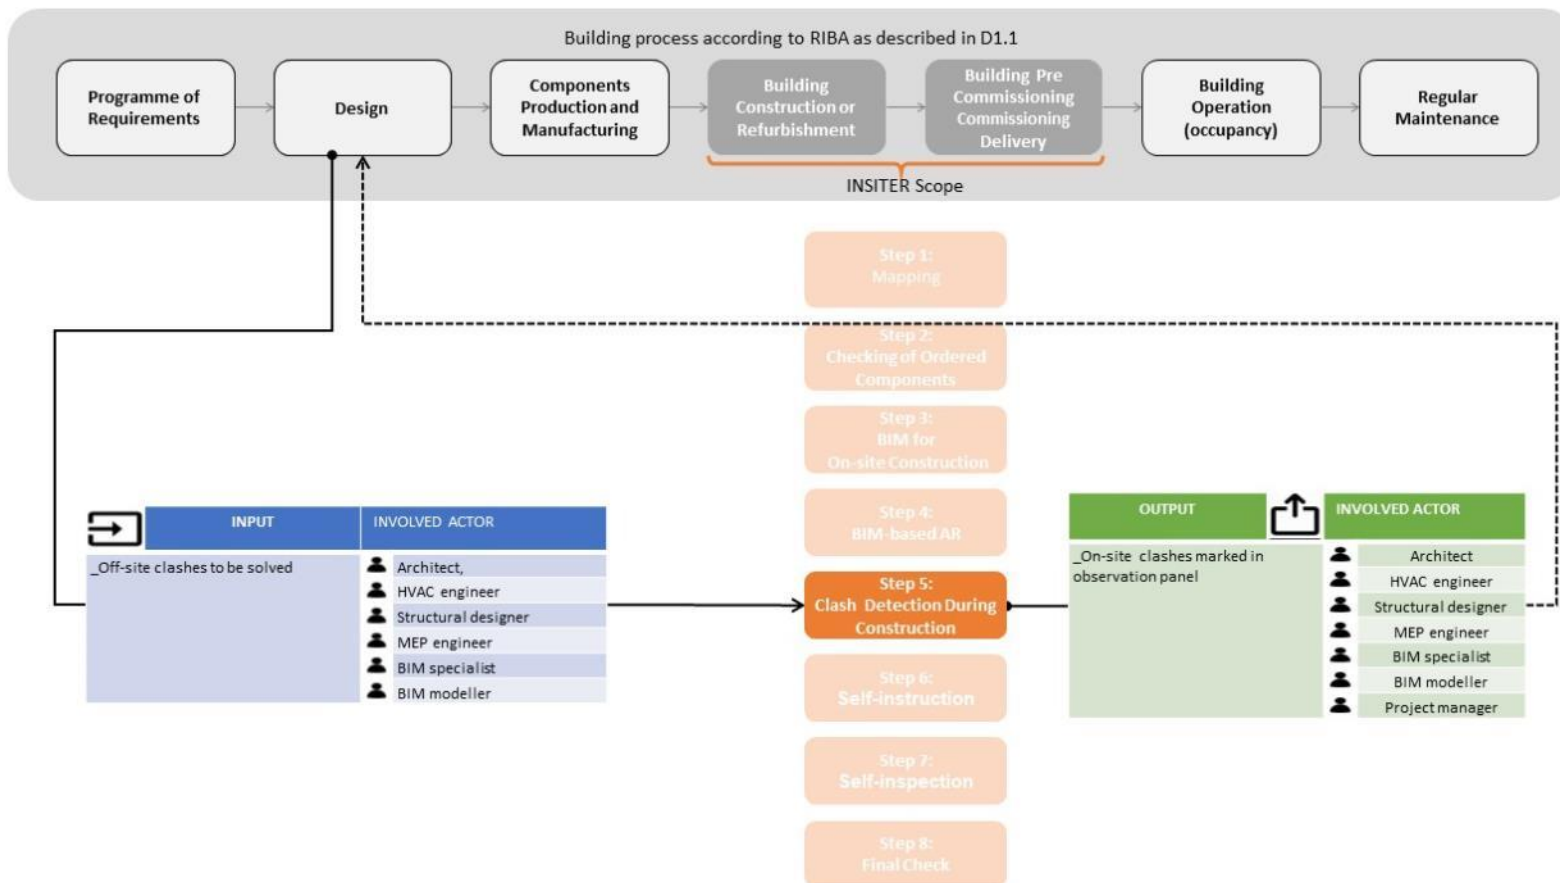 Building process according to RIBA as described in D1.1
Programme of
Requirements
Design
Components
Production and
Manufacturing
Building
Construction or
Refurbishment
Building Pre
Commissioning
Commissioning
Delivery
Building
Operation
(occupancy)
Regular
Maintenance
INSITER Scope
Step 1:
Mapping
Step 2:
Checking of Ordered
Components
Step 3:
BIM for
On-site Construction
Step 4:
BIM-based AR
Step 5:
Clash Detection During
Construction
Step 6:
Self-instruction
Step 7:
Self-inspection
Step 8:
Final Check
INPUT
INVOLVED ACTOR
_Off-site clashes to be solved
Architect,
HVAC engineer
Structural designer
MEP engineer
BIM specialist
BIM modeller
OUTPUT
INVOLVED ACTOR
_On-site clashes marked in
observation panel
Architect
HVAC engineer
Structural designer
MEP engineer
BIM specialist
BIM modeller
Project manager